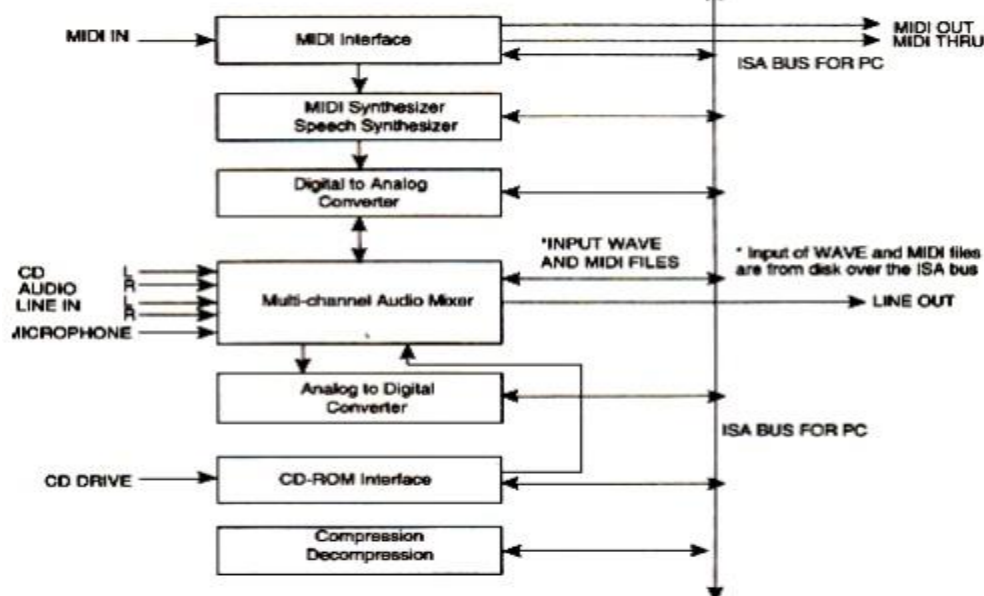 MIDI IN
MIDI Interface
MIDI OUT
MIDI THRU
ISA BUS FOR PC
MIDI Synthesizer
Speech Synthesizer
Digital to Analog
Converter
*INPUT WAVE
AND MIDI FILES
* Input of WAVE and MIDI files
are from disk over the ISA bus
CD
AUDIO
LINE IN
L
R
L
R
MICROPHONE
Multi-channel Audio Mixer
LINE OUT
Analog to Digital
Converter
ISA BUS FOR PC
CD DRIVE
CD-ROM Interface
Compression
Decompression